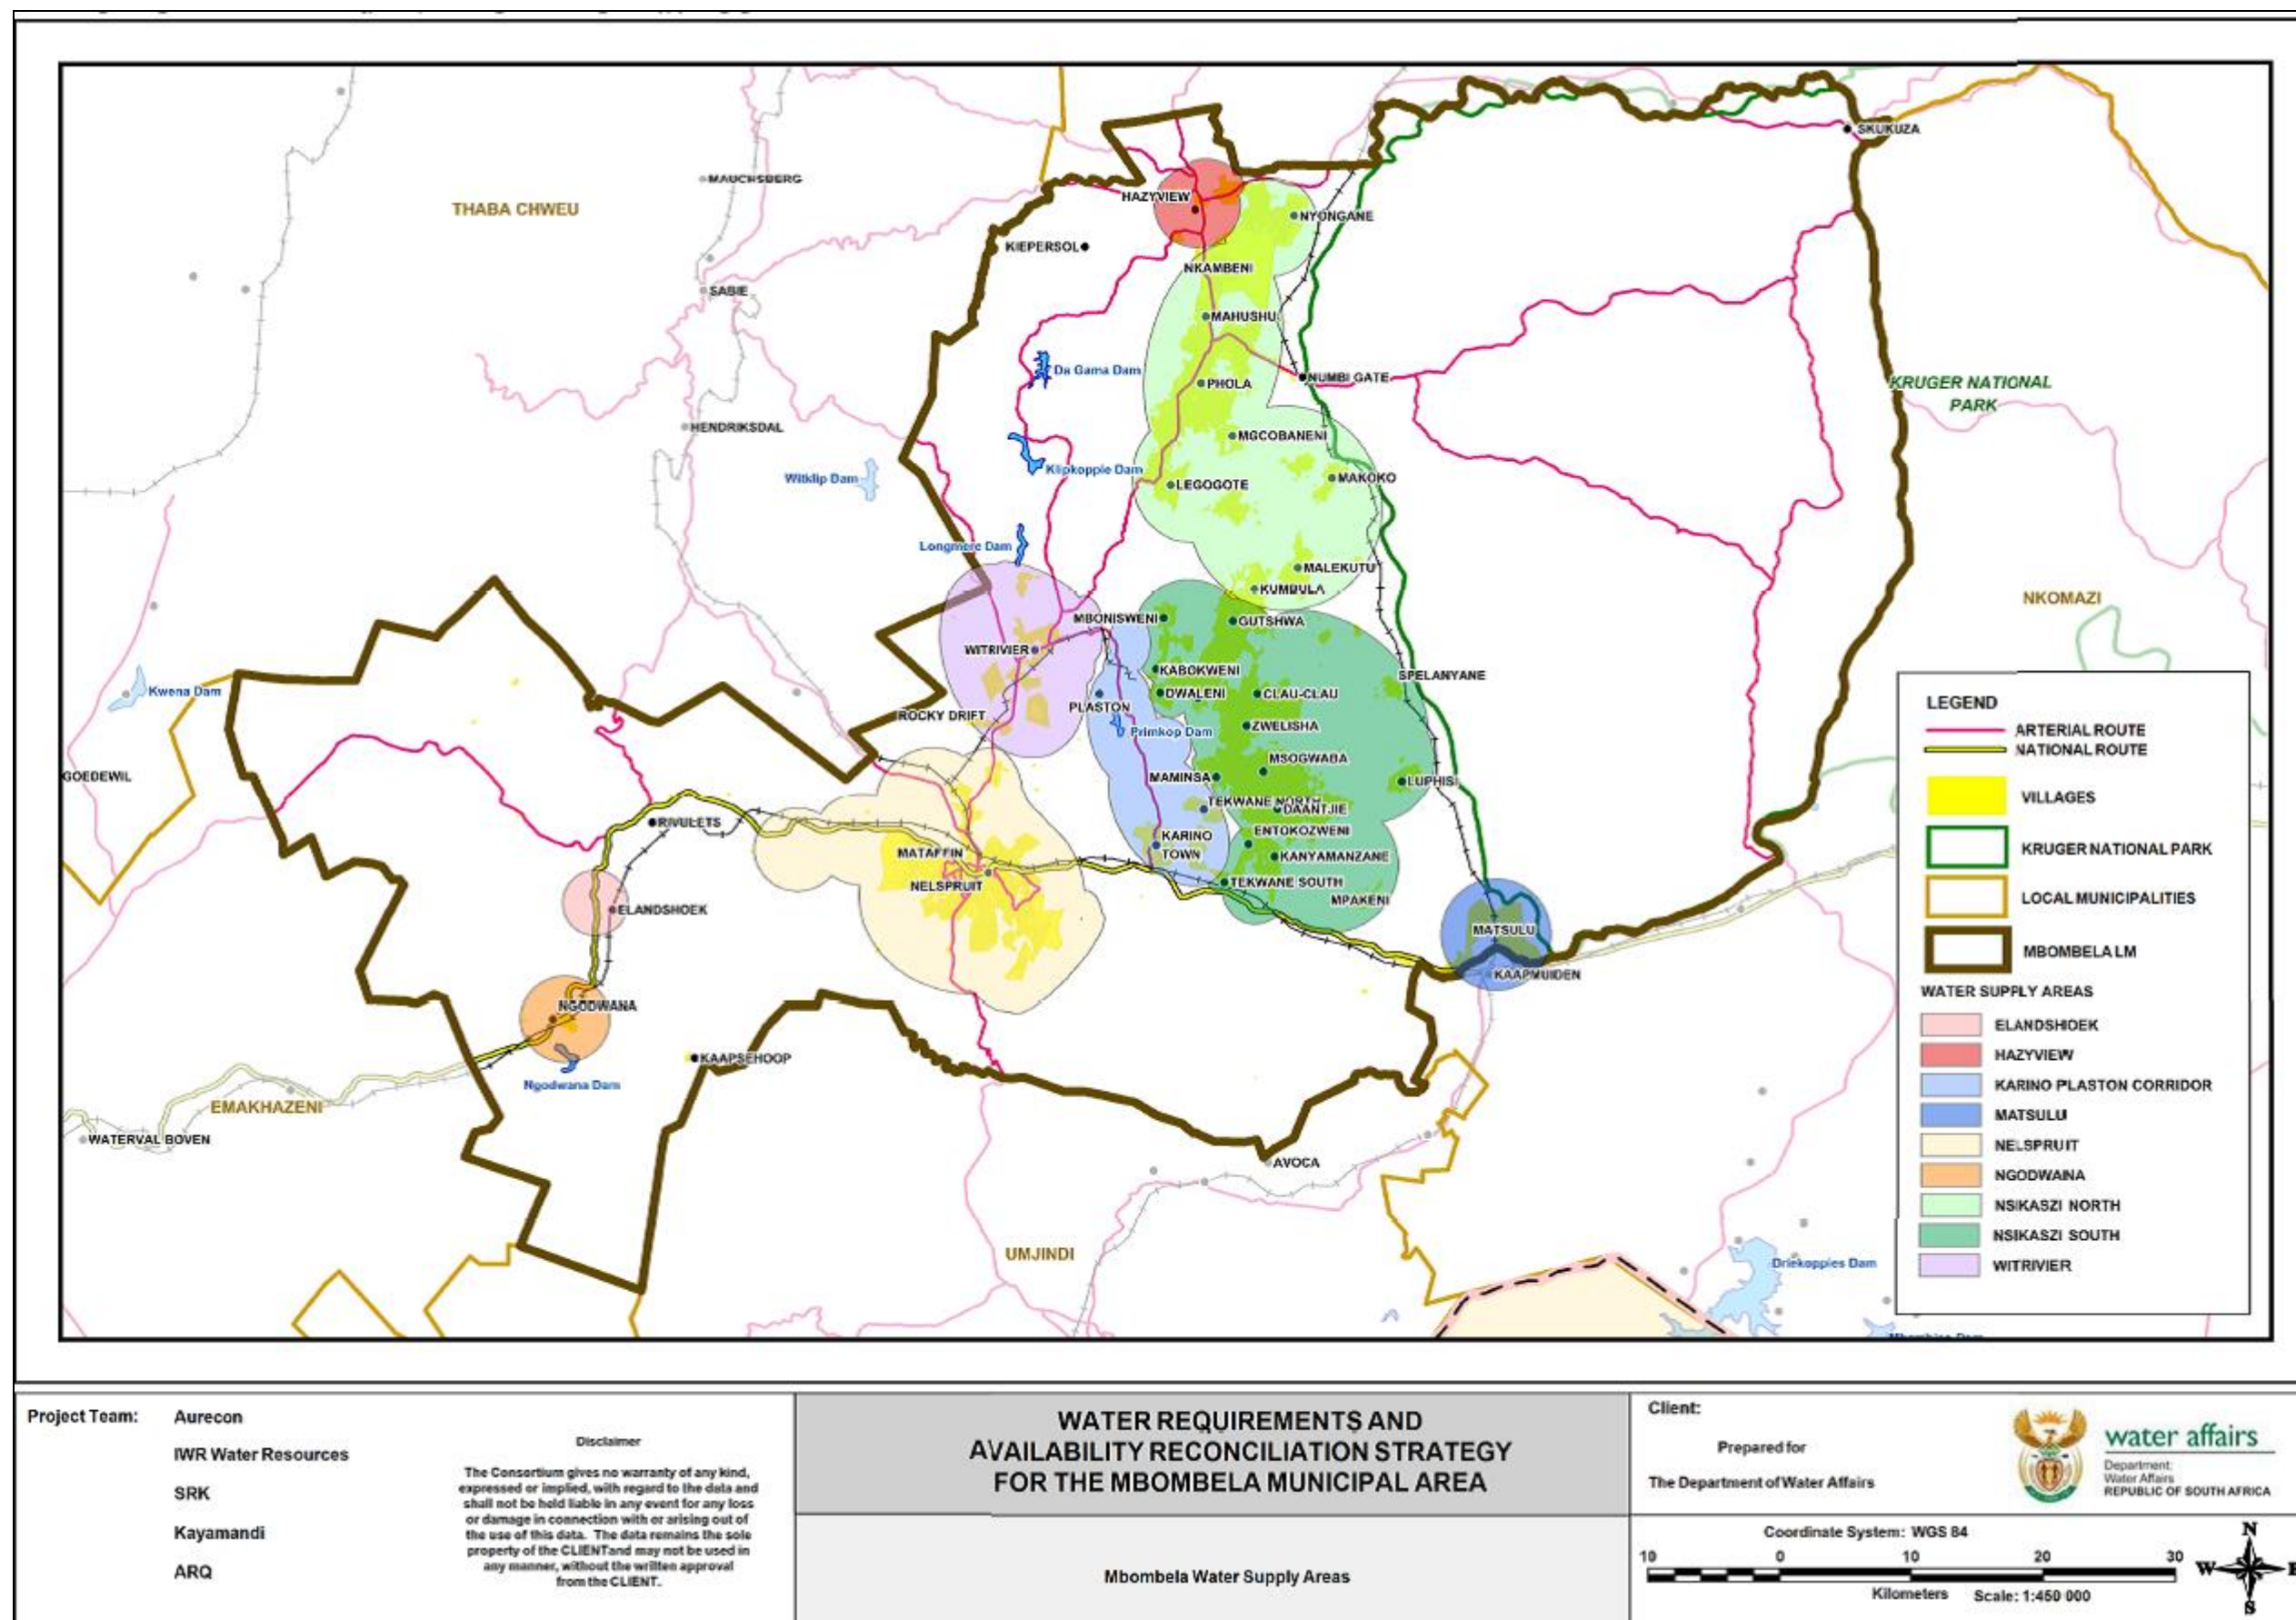 SKUKUZA
MAUCHSBERG
THABA CHWEU
HAZYVIEW
NYONGANE
KIEPERSOL
NKAMBENI
SABIE
MAHUSHU
Da Gama Dam
NUMBI GATE
PHOLA
KRUGER NATIONAL
PARK
HENDRIKSDAL
MGCOBANENI
Klipkoppie Dam
Witklip Dam
LEGOGOTE
MAKOKO
Longmere Dam
MALEKUTU
KUMBULA
NKOMAZI
MBONISWENI
GUTSHWA
WITRIVIER
KABOKWENI
SPELANYANE
Kwena Dam
DWALENI
CLAU-CLAU
PLASTON
ROCKY DRIFT
ZWELISHA
Primkop Dam
MSOGWABA
GOEDEWIL
MAMINSA
LUPHISI
TEKWANE NORTH
DAANTJIE
RIVULETS
ENTOKOZWENI
KARINO
TOWN
MATAFFIN
KANYAMANZANE
NELSPRUIT
TEKWANE SOUTH
MPAKENI
ELANDSHOEK
MATSULU
KAAPMUIDEN
NGODWANA
KAAPSEHOOP
Ngodwana Dam
EMAKHAZENI
WATERVAL BOVEN
AVOCA
UMJINDI
Driekoppies Dam
LEGEND
ARTERIAL ROUTE
NATIONAL ROUTE
VILLAGES
KRUGER NATIONAL PARK
LOCAL MUNICIPALITIES
MBOMBELA LM
WATER SUPPLY AREAS
ELANDSHOEK
HAZYVIEW
KARINO PLASTON CORRIDOR
MATSULU
NELSPRUIT
NGODWANA
NSIKASZI NORTH
NSIKASZI SOUTH
WITRIVIER
Project Team:
Aurecon
IWR Water Resources
SRK
Kayamandi
ARQ
Disclaimer
The Consortium gives no warranty of any kind,
expressed or implied, with regard to the data and
shall not be held liable in any event for any loss
or damage in connection with or arising out of
the use of this data. The data remains the sole
property of the CLIENTand may not be used in
any manner, without the written approval
from the CLIENT.
WATER REQUIREMENTS AND
AVAILABILITY RECONCILIATION STRATEGY
FOR THE MBOMBELA MUNICIPAL AREA
Mbombela Water Supply Areas
Client:
Prepared for
The Department of Water Affairs
water affairs
Department:
Water Affairs
REPUBLIC OF SOUTH AFRICA
Coordinate System: WGS 84
10 0 10 20 30
Kilometers Scale: 1:450 000
N
W E
S